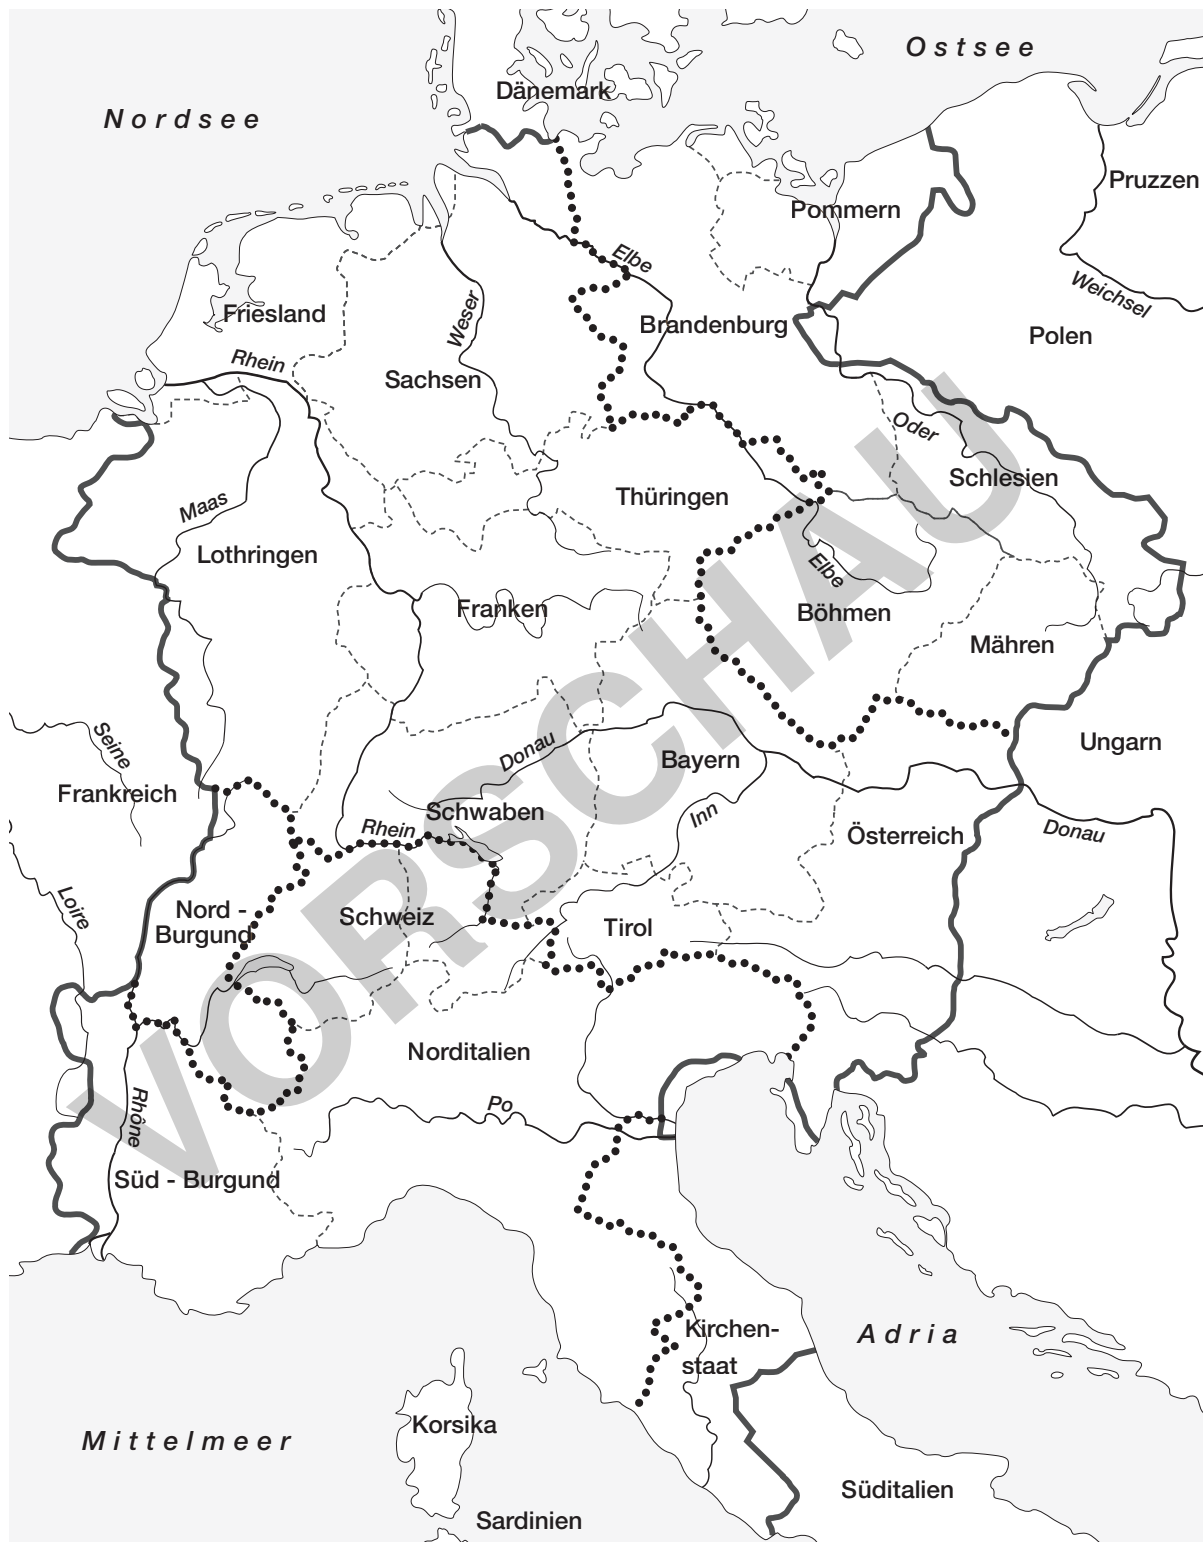 Ostsee
Dänemark
Nordsee
Pruzzen
Pommern
Elbe
Weichsel
Friesland
Weser
Brandenburg
Polen
Rhein
Sachsen
Oder
Schlesien
Thüringen
Maas
Lothringen
Elbe
Franken
Böhmen
Mähren
Seine
Donau
Ungarn
Bayern
Frankreich
Schwaben
Inn
Rhein
Österreich
Donau
Loire
Nord -
Burgund
Schweiz
Tirol
Norditalien
Rhône
Po
Süd - Burgund
Kirchen-
staat
Adria
Korsika
Mittelmeer
Süditalien
Sardinien
VORSCHAU